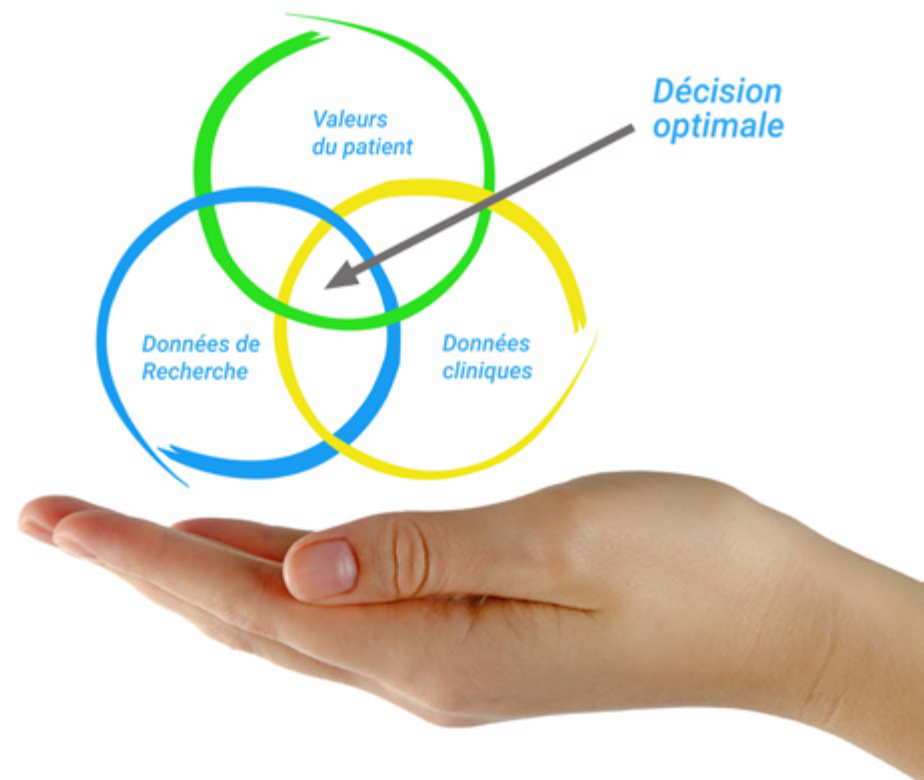 Décision
optimale
Valeurs
du patient
Données de
Recherche
Données
cliniques